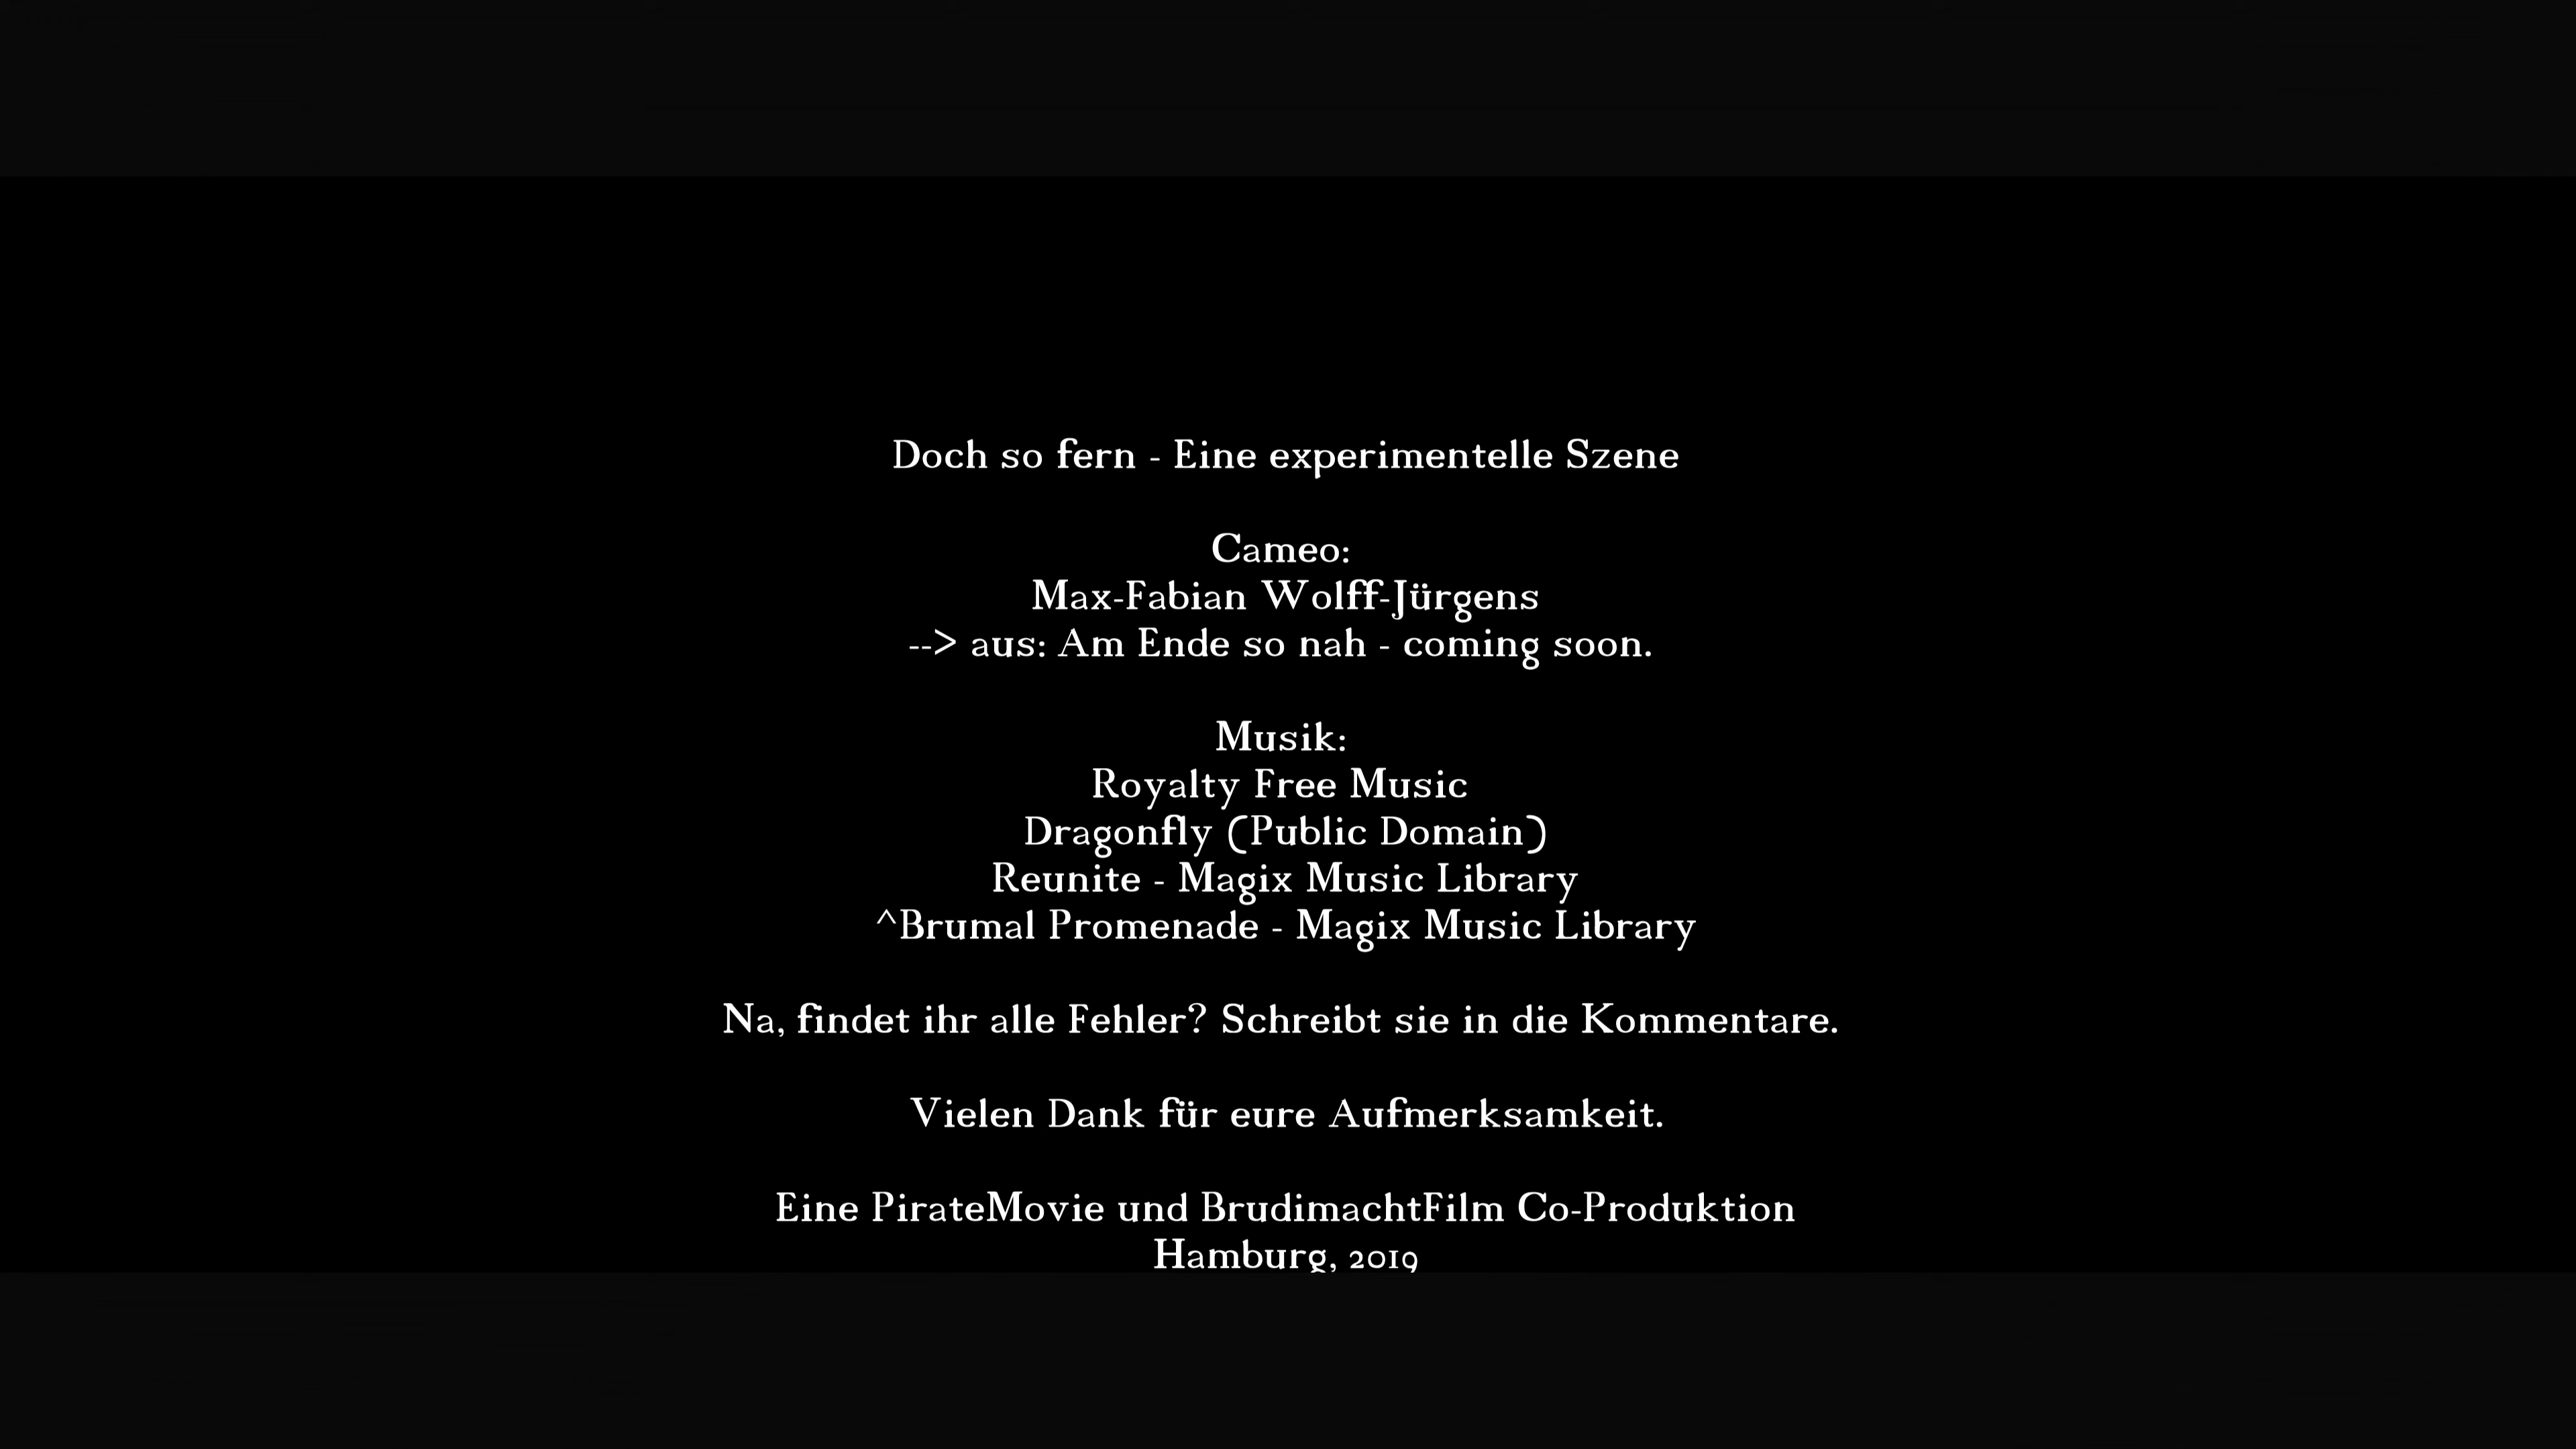 Doch so fern - Eine experimentelle Szene
Cameo:
Max-Fabian Wolff-Jürgens
--> aus: Am Ende so nah - coming soon.
Musik:
Royalty Free Music
Dragonfly (Public Domain)
Reunite - Magix Music Library
^Brumal Promenade - Magix Music Library
Na, findet ihr alle Fehler? Schreibt sie in die Kommentare.
Vielen Dank für eure Aufmerksamkeit.
Eine PirateMovie und BrudimachtFilm Co-Produktion
Hamburg, 2019